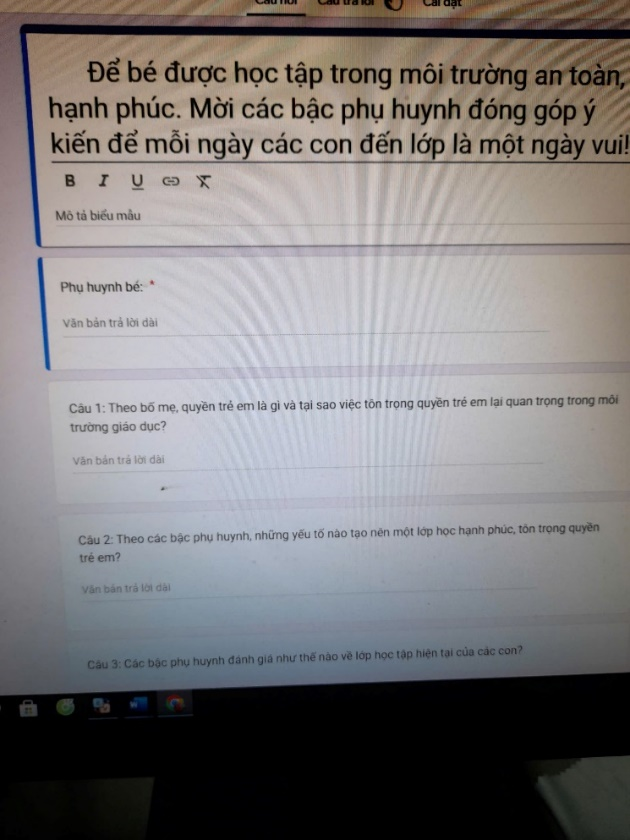 Câu hỏi Câu trả lời Cài đặt
Để bé được học tập trong môi trường an toàn,
hạnh phúc. Mời các bậc phụ huynh đóng góp ý
kiến để mỗi ngày các con đến lớp là một ngày vui!
B I U
Mô tả biểu mẫu
Phụ huynh bé: *
Văn bản trả lời dài
Câu 1: Theo bố mẹ, quyền trẻ em là gì và tại sao việc tôn trọng quyền trẻ em lại quan trọng trong môi
trường giáo dục?
Văn bản trả lời dài
Câu 2: Theo các bậc phụ huynh, những yếu tố nào tạo nên một lớp học hạnh phúc, tôn trọng quyền
trẻ em?
Văn bản trả lời dài
Câu 3: Các bậc phụ huynh đánh giá như thế nào về lớp học tập hiện tại của các con?